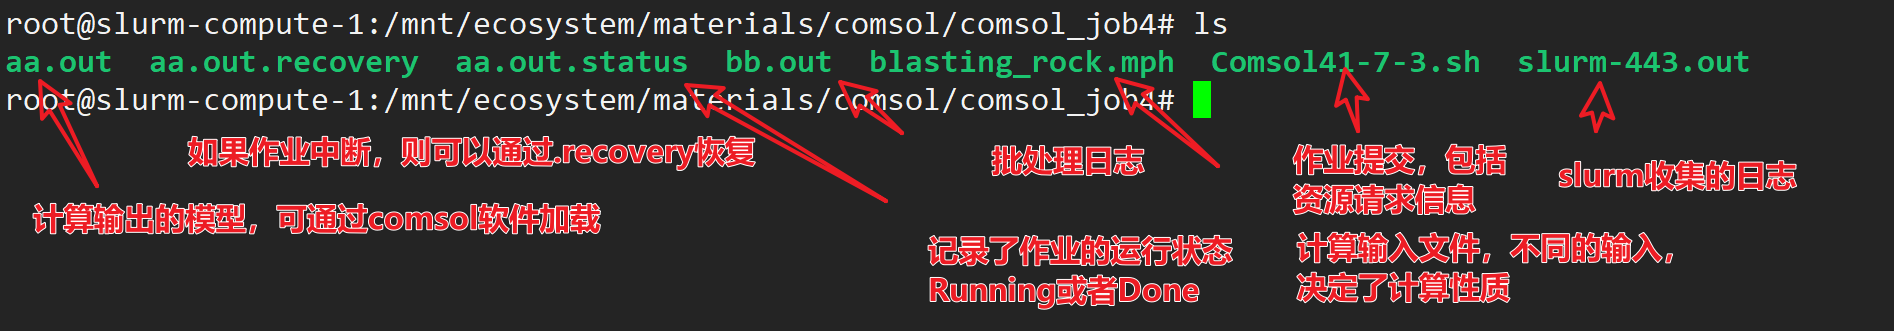 root@slurm-compute-1:/mnt/ecosystem/materials/comsol/comsol_job4# ls
aa.out  aa.out.recovery  aa.out.status  bb.out  blasting_rock.mph  Comsol41-7-3.sh  slurm-443.out
root@slurm-compute-1:/mnt/ecosystem/materials/comsol/comsol_job4#
如果作业中断，则可以通过.recovery恢复
批处理日志
作业提交，包括
资源请求信息
slurm收集的日志
计算输出的模型，可通过comsol软件加载
记录了作业的运行状态
Running或者Done
计算输入文件，不同的输入，
决定了计算性质